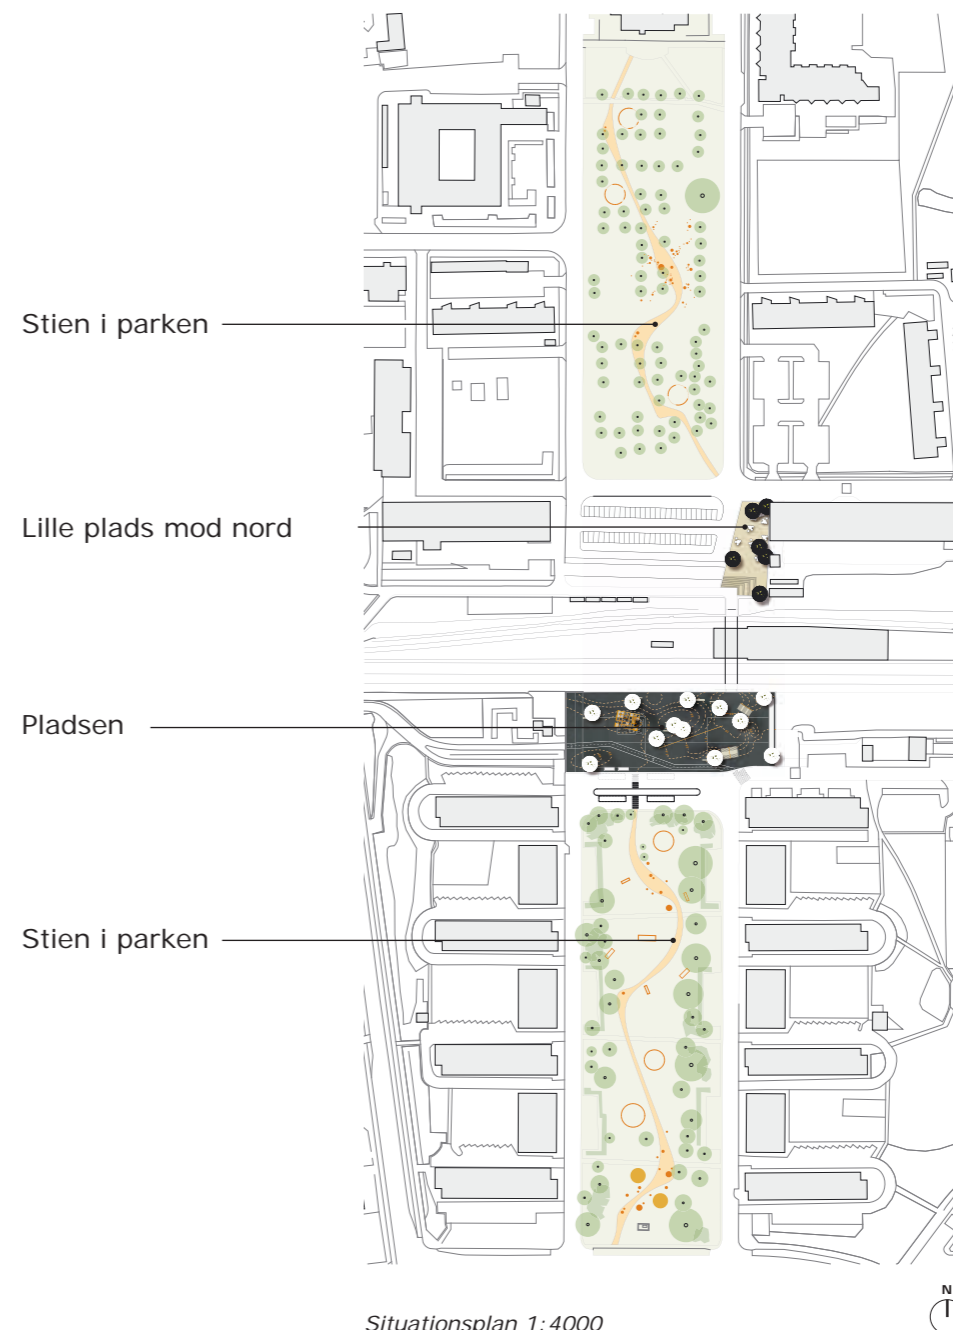 Stien i parken
Lille plads mod nord
Pladsen
Stien i parken
N
Situationsplan 1:4000